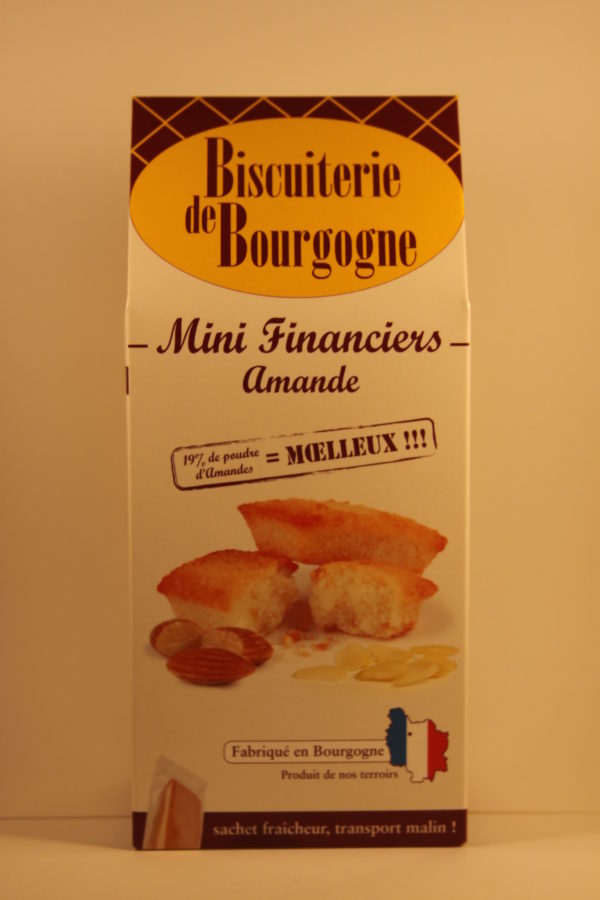 Biscuiterie
de Bourgogne
– Mini Financiers –
Amande
19% de poudre
d'Amandes
= MŒLLEUX !!!
Fabriqué en Bourgogne
Produit de nos terroirs
sachet fraîcheur, transport malin !